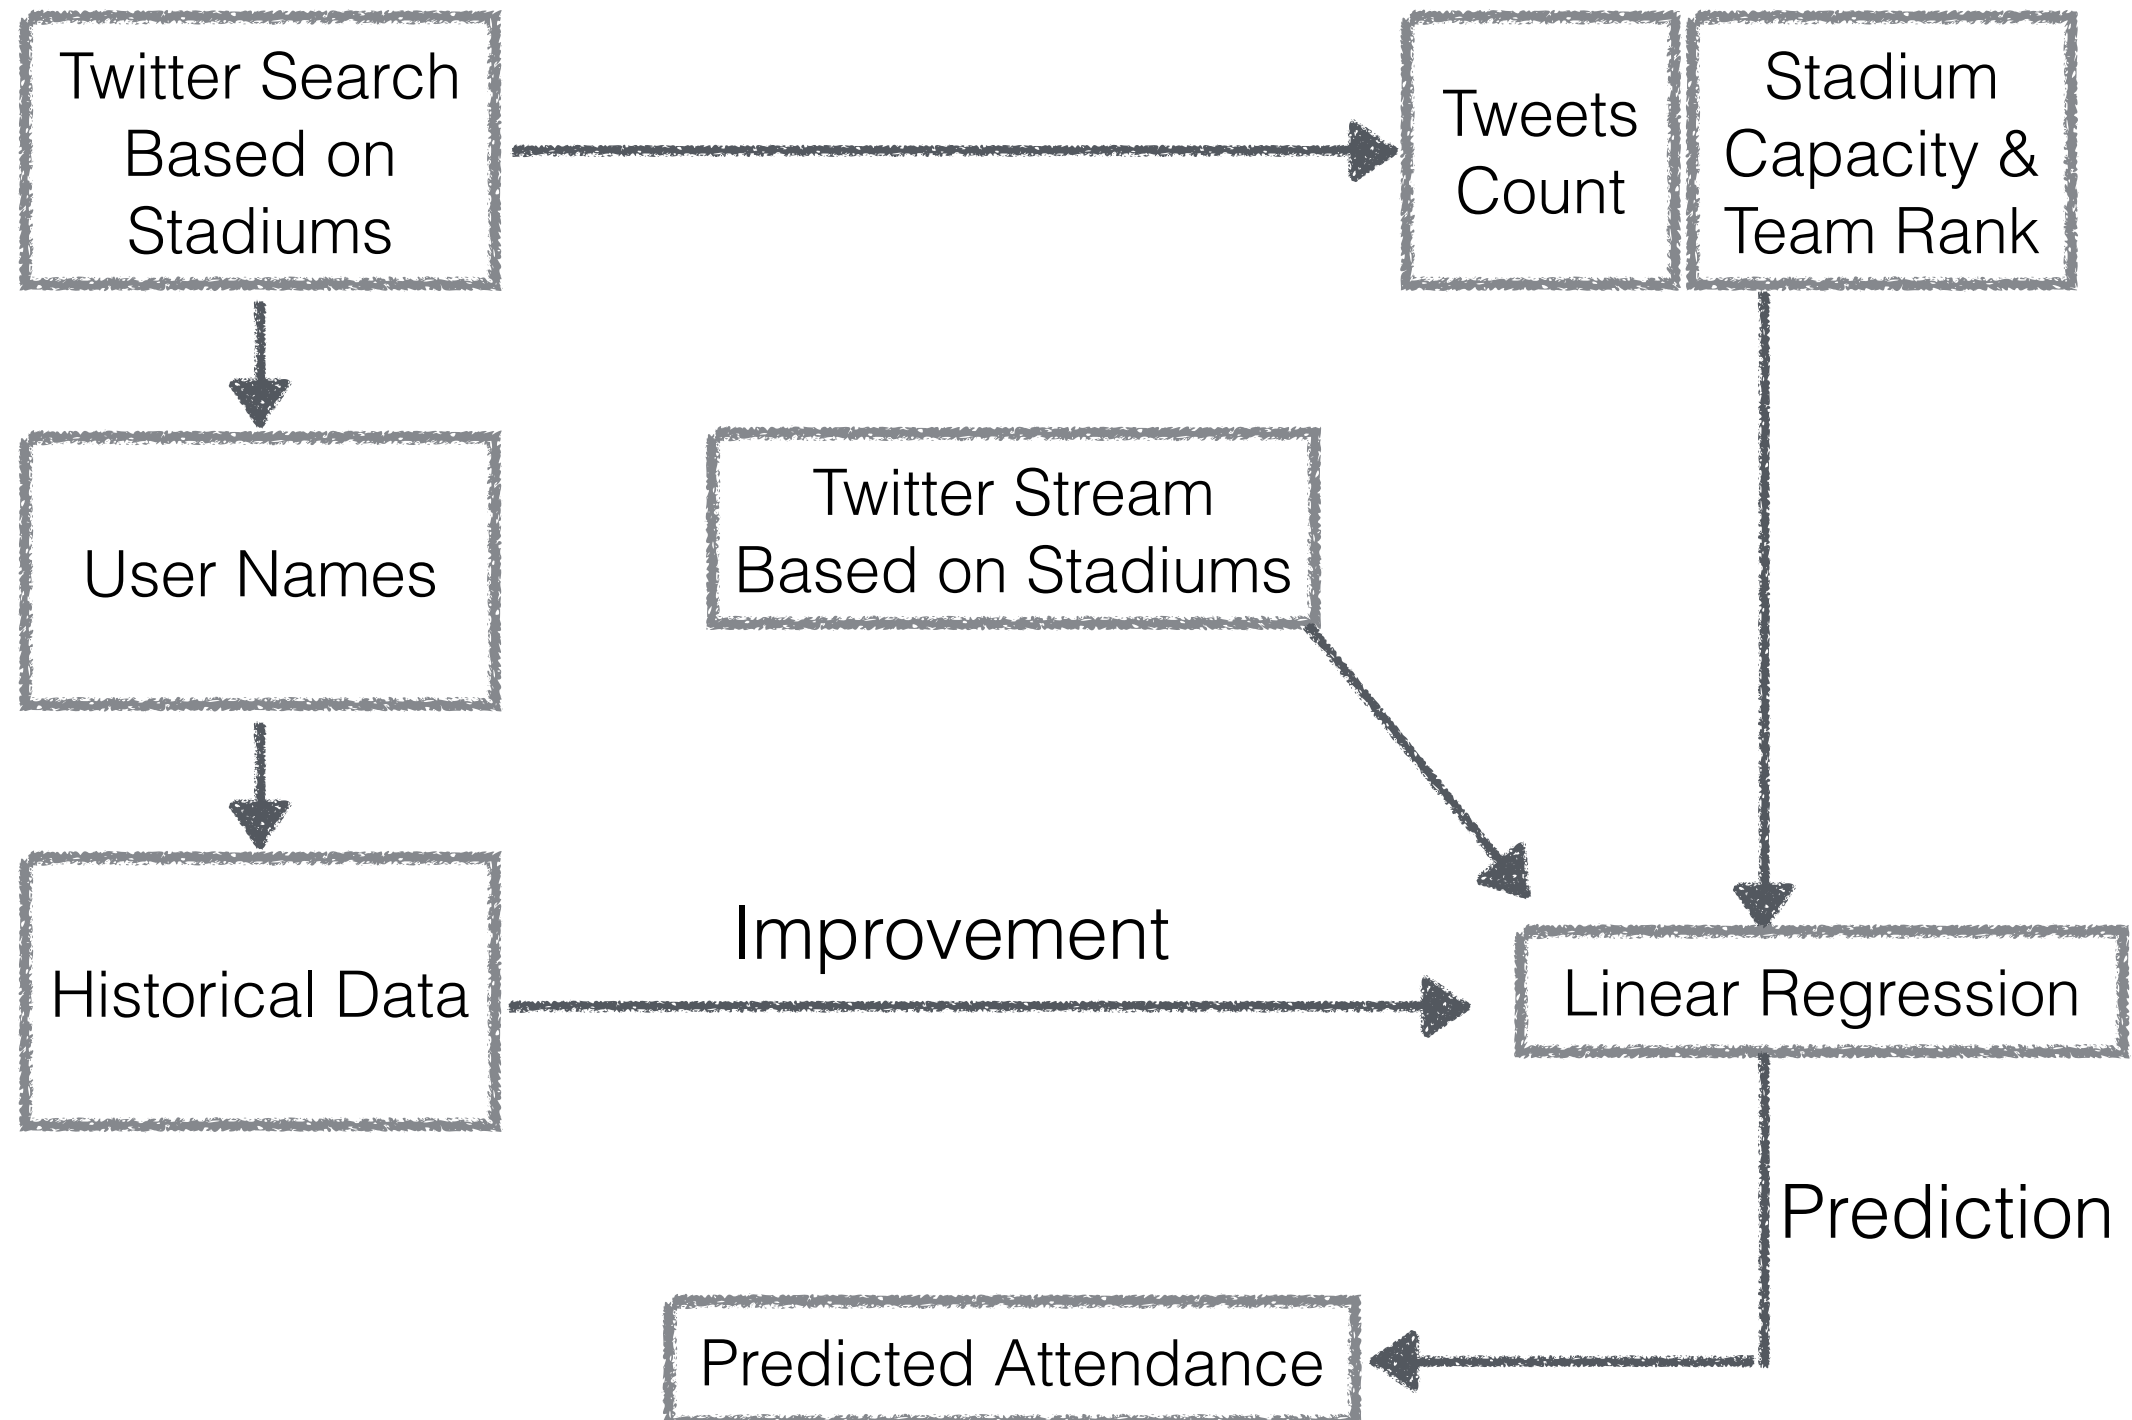 Twitter Search
Based on
Stadiums
Tweets
Count
Stadium
Capacity &
Team Rank
User Names
Twitter Stream
Based on Stadiums
Historical Data
Improvement
Linear Regression
Prediction
Predicted Attendance